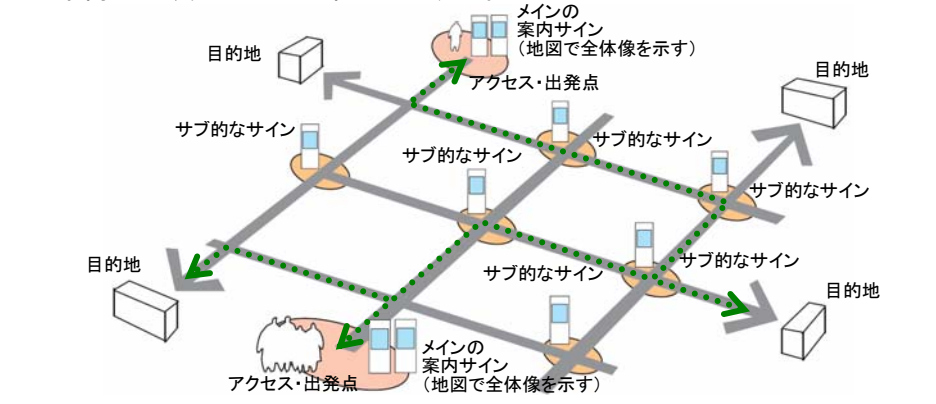 メインの
案内サイン
（地図で全体像を示す）
目的地
アクセス・出発点
目的地
サブ的なサイン
サブ的なサイン
サブ的なサイン
サブ的なサイン
サブ的なサイン
サブ的なサイン
目的地
目的地
メインの
案内サイン
（地図で全体像を示す）
アクセス・出発点